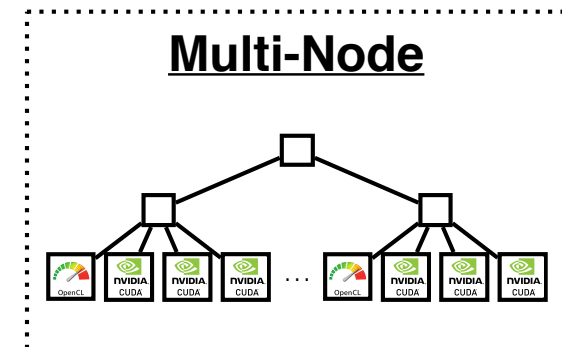 Multi-Node
OpenCL
NVIDIA.
CUDA
NVIDIA.
CUDA
NVIDIA.
CUDA
...
OpenCL
NVIDIA.
CUDA
NVIDIA.
CUDA
NVIDIA.
CUDA